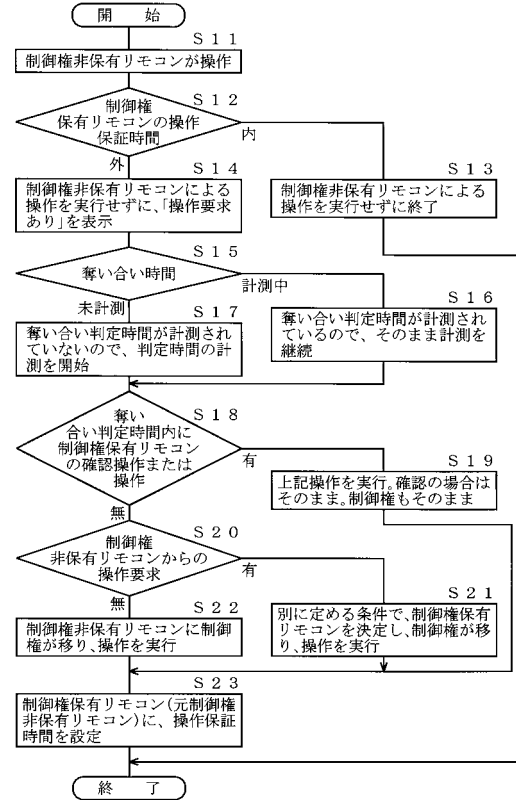 開　始
Ｓ１１
制御権非保有リモコンが操作
Ｓ１２
制御権
保有リモコンの操作
保証時間
内
外
Ｓ１３
制御権非保有リモコンによる
操作を実行せずに終了
Ｓ１４
制御権非保有リモコンによる
操作を実行せずに、「操作要求
あり」を表示
Ｓ１５
奪い合い時間
計測中
未計測
Ｓ１６
奪い合い判定時間が計測され
ているので、そのまま計測を
継続
Ｓ１７
奪い合い判定時間が計測され
ていないので、判定時間の計
測を開始
Ｓ１８
奪い
合い判定時間内に
制御権保有リモコン
の確認操作または
操作
有
無
Ｓ１９
上記操作を実行。確認の場合は
そのまま。制御権もそのまま
Ｓ２０
制御権
非保有リモコンからの
操作要求
有
無
Ｓ２１
別に定める条件で、制御権保有
リモコンを決定し、制御権が移
り、操作を実行
Ｓ２２
制御権非保有リモコンに制御
権が移り、操作を実行
Ｓ２３
制御権保有リモコン(元制御権
非保有リモコン)に、操作保証
時間を設定
終　了